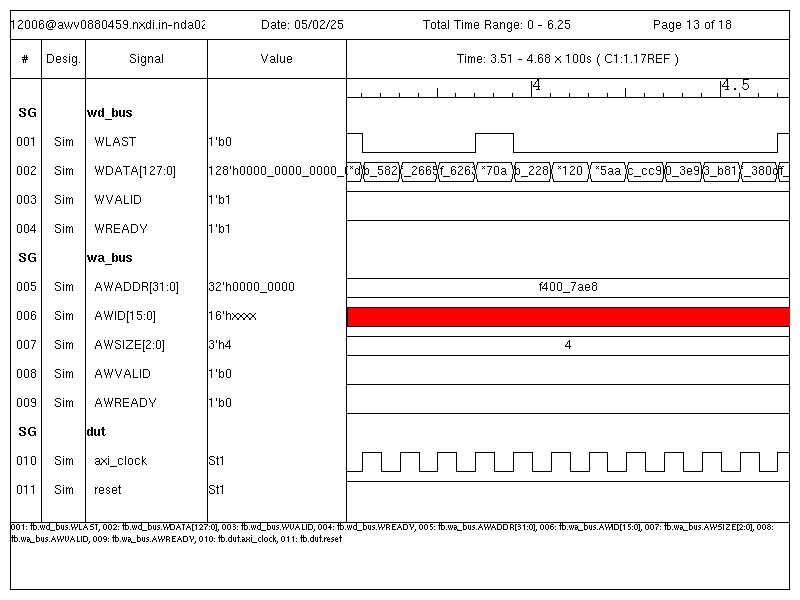 12006@awv0880459.nxdi.in-nda02 Date: 05/02/25 Total Time Range: 0 - 6.25 Page 13 of 18
# Desig. Signal Value Time: 3.51 - 4.68 x 100s ( C1:1.17REF )
4 4.5
SG wd_bus
001 Sim WLAST 1'b0
002 Sim WDATA[127:0] 128'h0000_0000_0000_ *d b_582 f_2665 f_6263 *70a b_228 *120 *5aa c_cc9 0_3e9 3_b81 _380d f_
003 Sim WVALID 1'b1
004 Sim WREADY 1'b1
SG wa_bus
005 Sim AWADDR[31:0] 32'h0000_0000 f400_7ae8
006 Sim AWID[15:0] 16'hxxxx
007 Sim AWSIZE[2:0] 3'h4 4
008 Sim AWVALID 1'b0
009 Sim AWREADY 1'b0
SG dut
010 Sim axi_clock St1
011 Sim reset St1
001: tb.wd_bus.WLAST, 002: tb.wd_bus.WDATA[127:0], 003: tb.wd_bus.WVALID, 004: tb.wd_bus.WREADY, 005: tb.wa_bus.AWADDR[31:0], 006: tb.wa_bus.AWID[15:0], 007: tb.wa_bus.AWSIZE[2:0], 008:
tb.wa_bus.AWVALID, 009: tb.wa_bus.AWREADY, 010: tb.dut.axi_clock, 011: tb.dut.reset